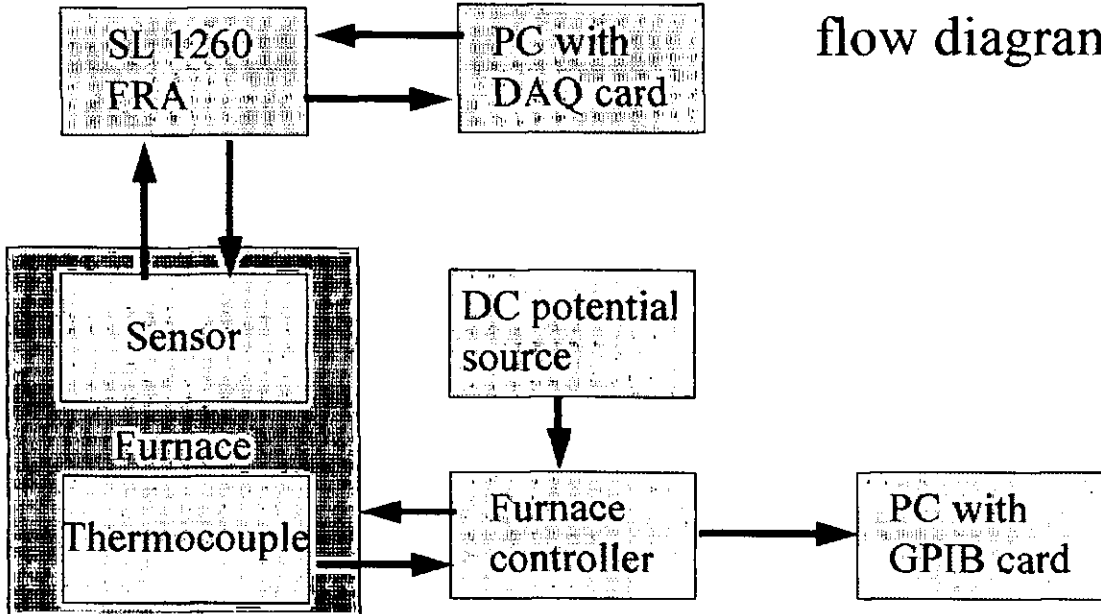 SL 1260
FRA
PC with
DAQ card
flow diagran
Sensor
DC potential
source
Furnace
Thermocouple
Furnace
controller
PC with
GPIB card